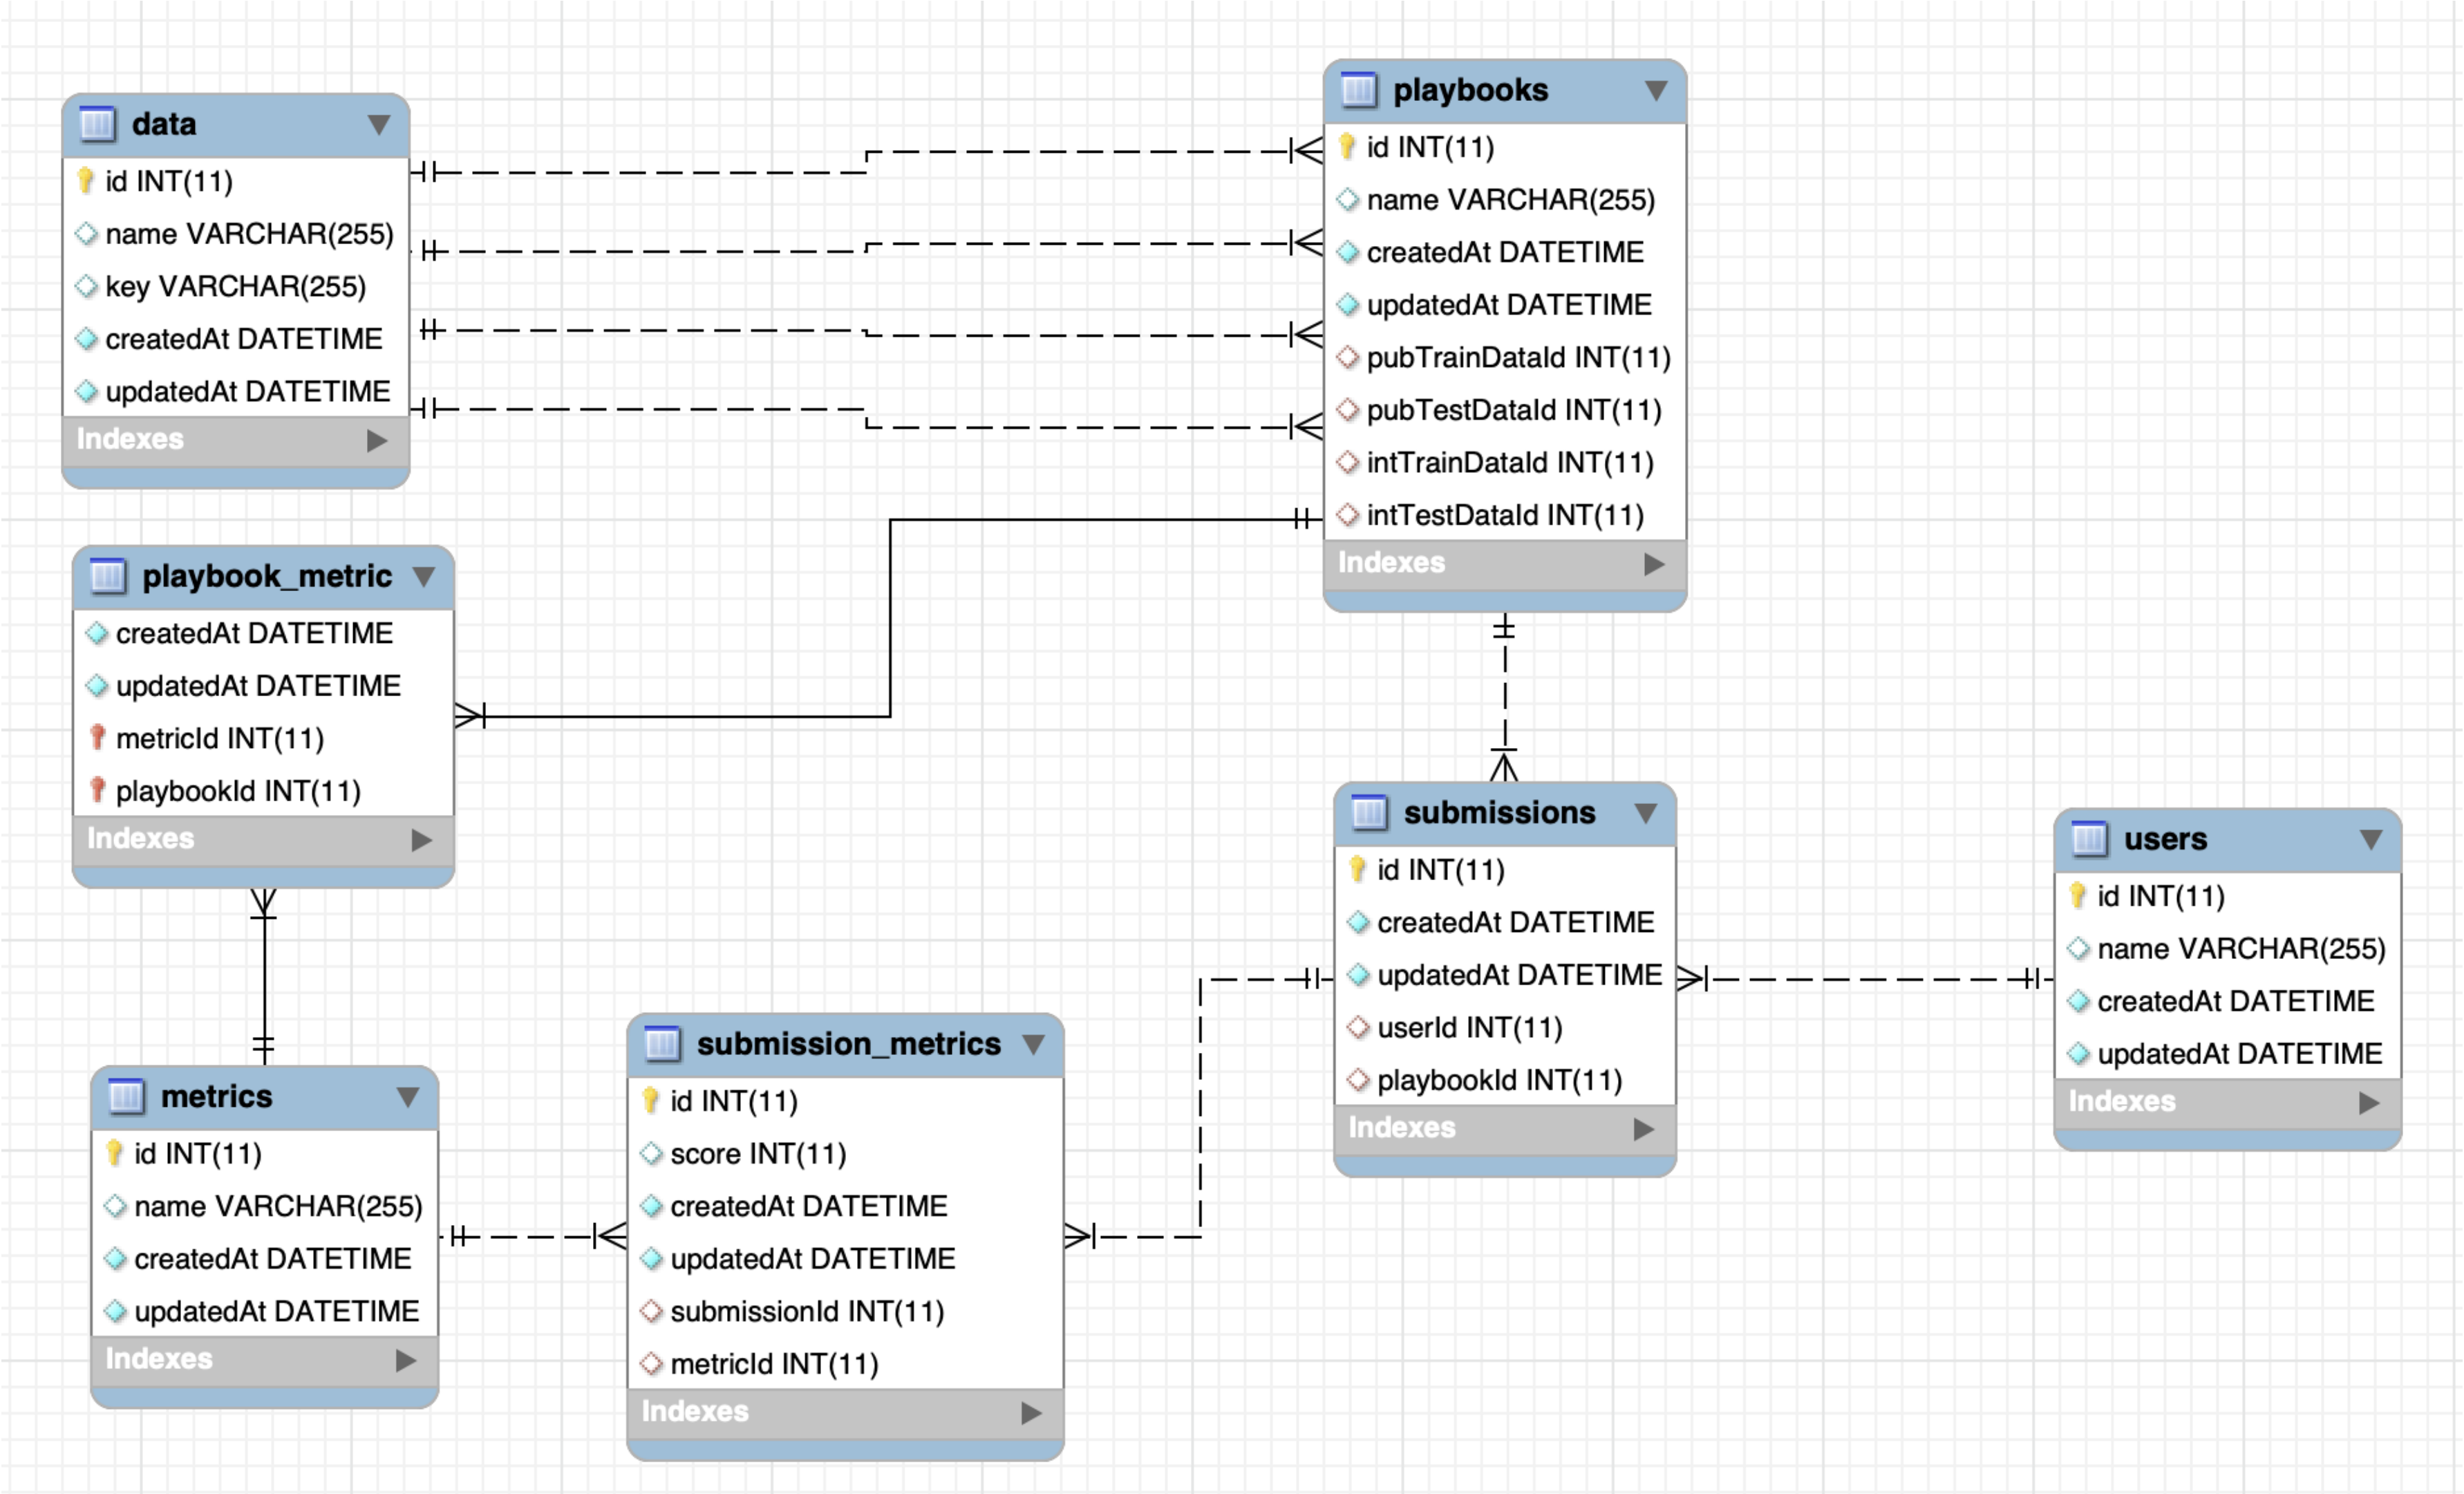 data
id INT(11)
name VARCHAR(255)
key VARCHAR(255)
createdAt DATETIME
updatedAt DATETIME
Indexes
playbooks
id INT(11)
name VARCHAR(255)
createdAt DATETIME
updatedAt DATETIME
pubTrainDataId INT(11)
pubTestDataId INT(11)
intTrainDataId INT(11)
intTestDataId INT(11)
Indexes
playbook_metric
createdAt DATETIME
updatedAt DATETIME
metricId INT(11)
playbookId INT(11)
Indexes
submissions
id INT(11)
createdAt DATETIME
updatedAt DATETIME
userId INT(11)
playbookId INT(11)
Indexes
users
id INT(11)
name VARCHAR(255)
createdAt DATETIME
updatedAt DATETIME
Indexes
metrics
id INT(11)
name VARCHAR(255)
createdAt DATETIME
updatedAt DATETIME
Indexes
submission_metrics
id INT(11)
score INT(11)
createdAt DATETIME
updatedAt DATETIME
submissionId INT(11)
metricId INT(11)
Indexes